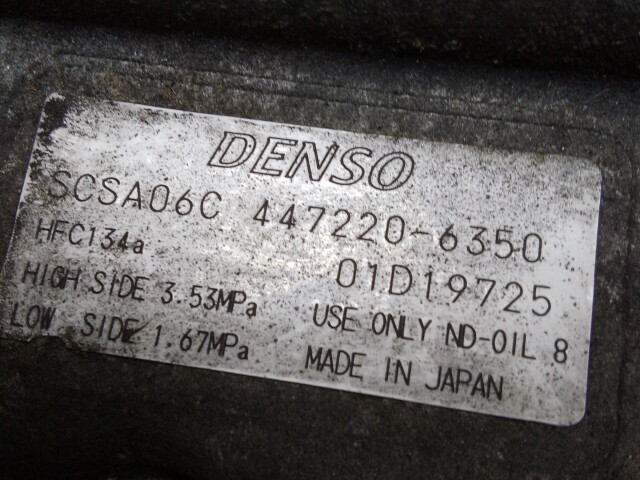 DENSO
SCSA06C 447220-6350
HFC134a 01D19725
HIGH SIDE 3.53MPa USE ONLY ND-OIL 8
LOW SIDE 1.67MPa MADE IN JAPAN